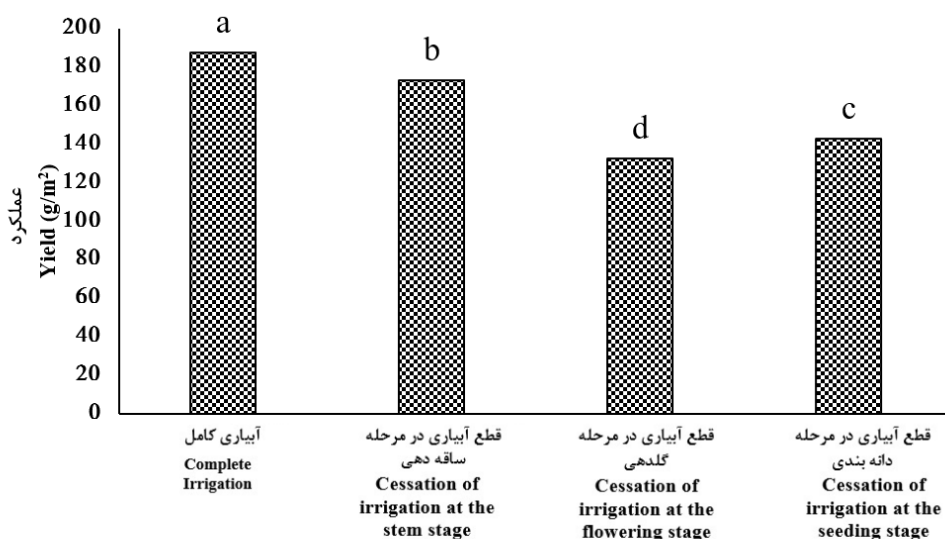 عملکرد
Yield (g/m²)
200
180
160
140
120
100
80
60
40
20
0
a
b
d
c
آبیاری کامل
Complete
Irrigation
قطع آبیاری در مرحله
ساقه دهی
Cessation of
irrigation at the
stem stage
قطع آبیاری در مرحله
گلدهی
Cessation of
irrigation at the
flowering stage
قطع آبیاری در مرحله
دانه بندی
Cessation of
irrigation at the
seeding stage